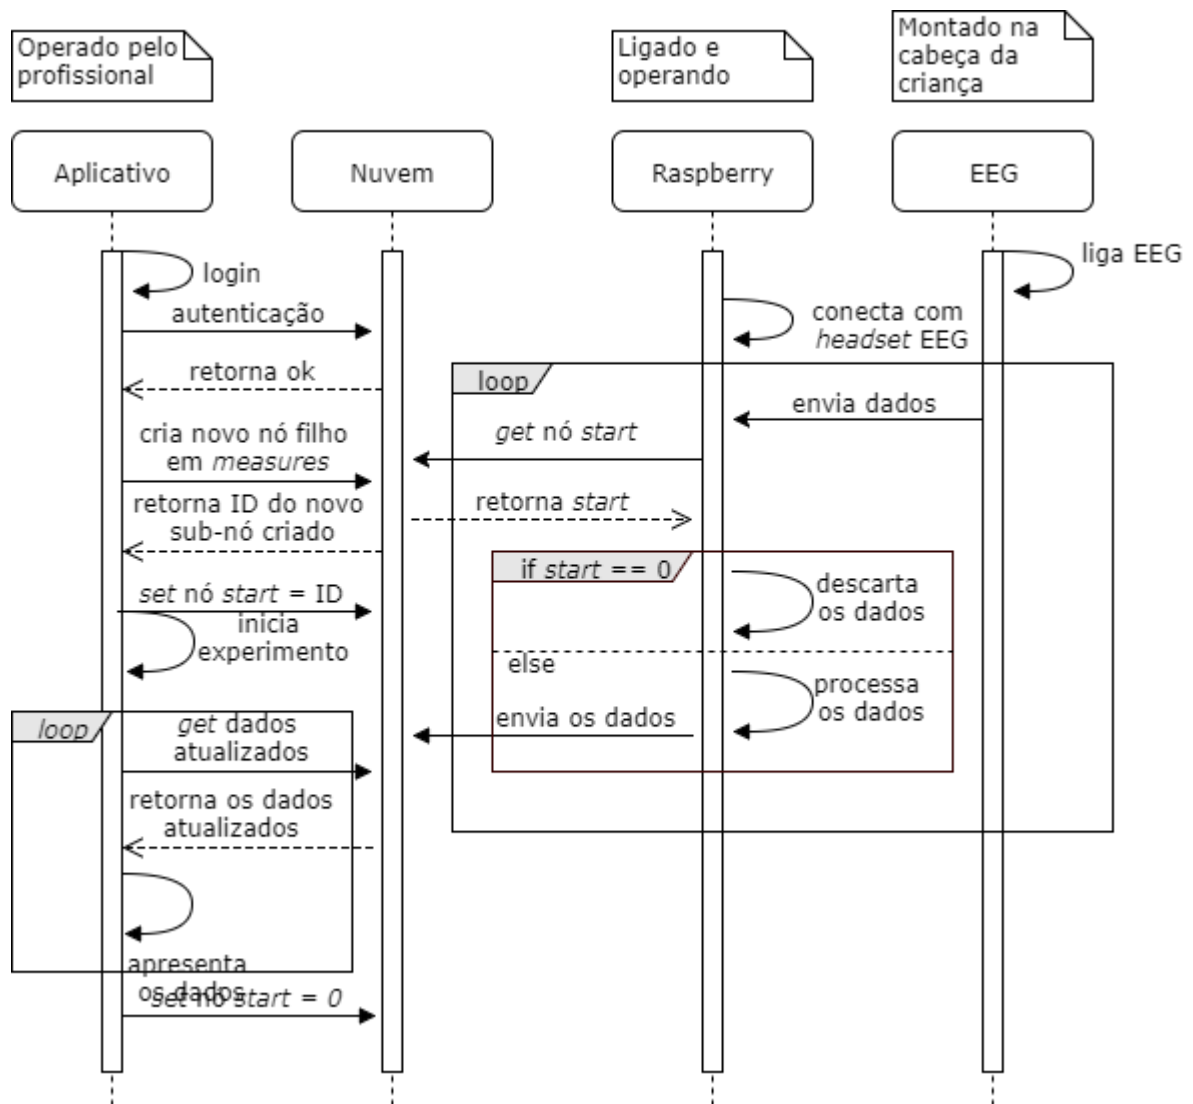 Operado pelo
profissional
Ligado e
operando
Montado na
cabeça da
criança
Aplicativo
Nuvem
Raspberry
EEG
liga EEG
login
autenticação
conecta com
headset EEG
retorna ok
loop
envia dados
cria novo nó filho
em measures
get nó start
retorna ID do novo
sub-nó criado
retorna start
if start == 0
descarta
os dados
set nó start = ID
inicia
experimento
else
processa
os dados
envia os dados
loop
get dados
atualizados
retorna os dados
atualizados
apresenta
os dados
set nó start = 0